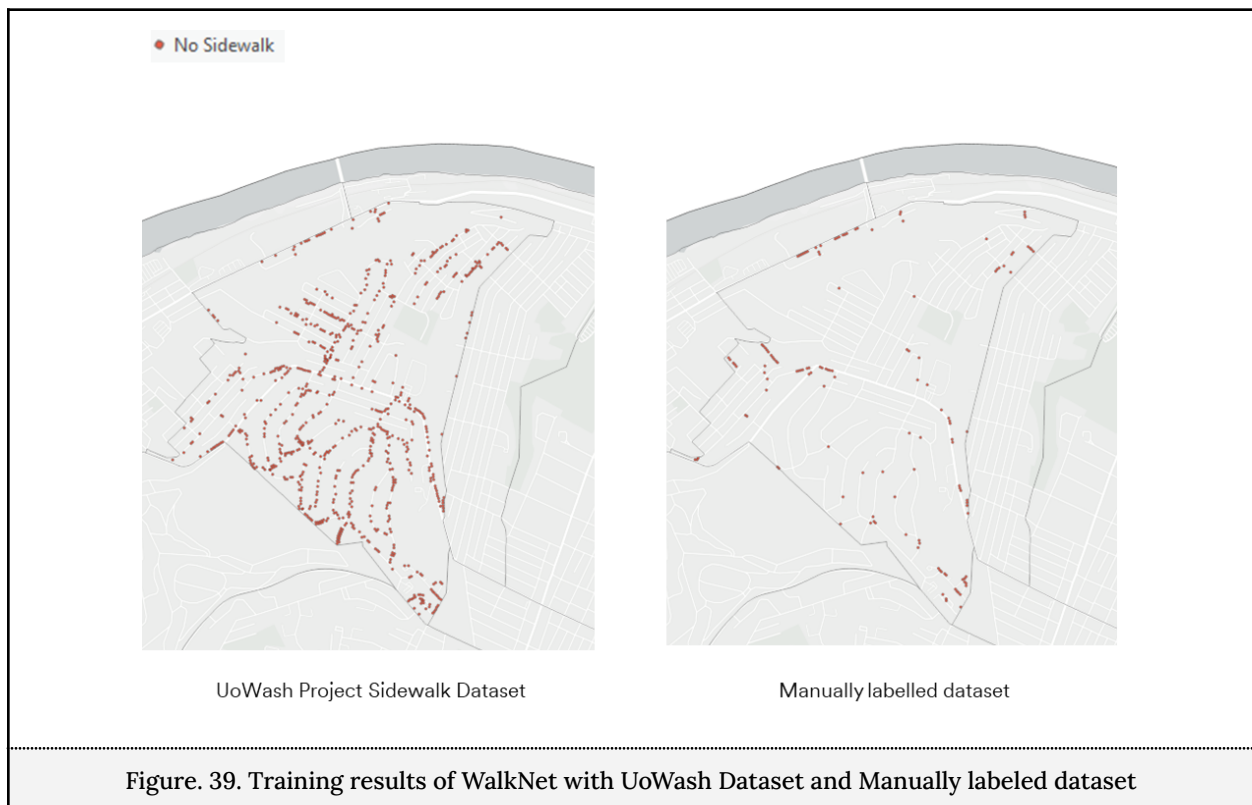 No Sidewalk
UoWash Project Sidewalk Dataset
Manually labelled dataset
Figure. 39. Training results of WalkNet with UoWash Dataset and Manually labeled dataset